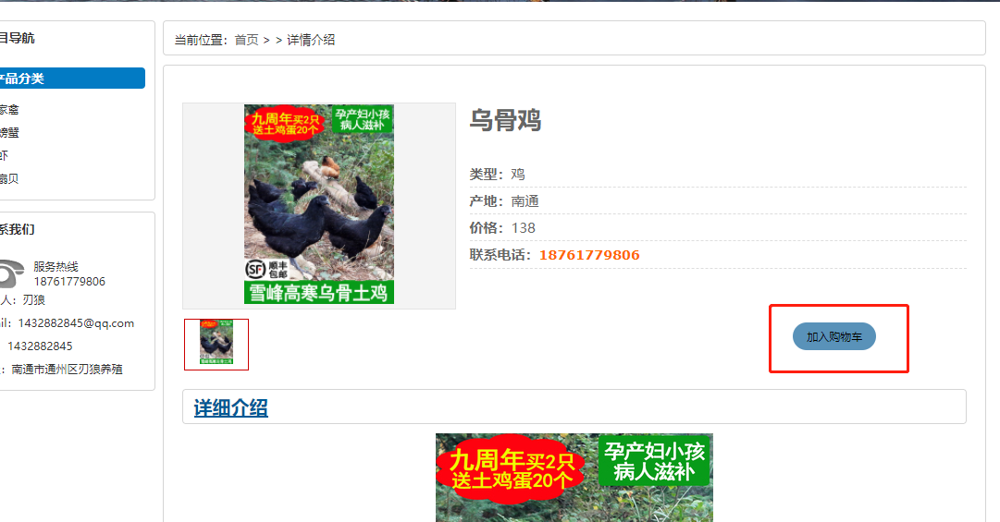 目导航
产品分类
家禽
螃蟹
虾
扇贝
系我们
服务热线
18761779806
人：刃狼
il：1432882845@qq.com
1432882845
：南通市通州区刃狼养殖
当前位置：首页 > > 详情介绍
九周年买2只
送土鸡蛋20个
孕产妇小孩
病人滋补
SF 顺丰
包邮
雪峰高寒乌骨土鸡
乌骨鸡
类型：鸡
产地：南通
价格：138
联系电话：18761779806
加入购物车
详细介绍
九周年买2只
送土鸡蛋20个
孕产妇小孩
病人滋补